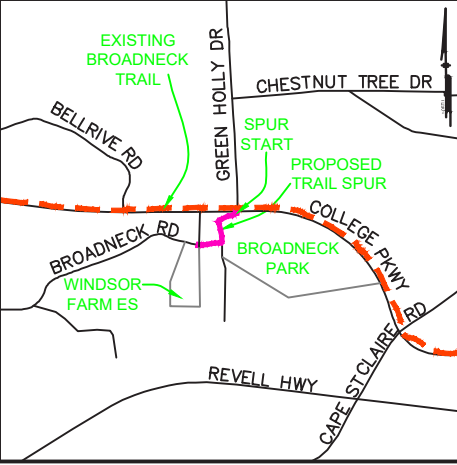 EXISTING
BROADNECK
TRAIL
GREEN HOLLY DR
CHESTNUT TREE DR
BELLRIVE RD
SPUR
START
PROPOSED
TRAIL SPUR
COLLEGE PKWY
BROADNECK RD
BROADNECK
PARK
WINDSOR
FARM ES
CAPE ST CLAIRE RD
REVELL HWY